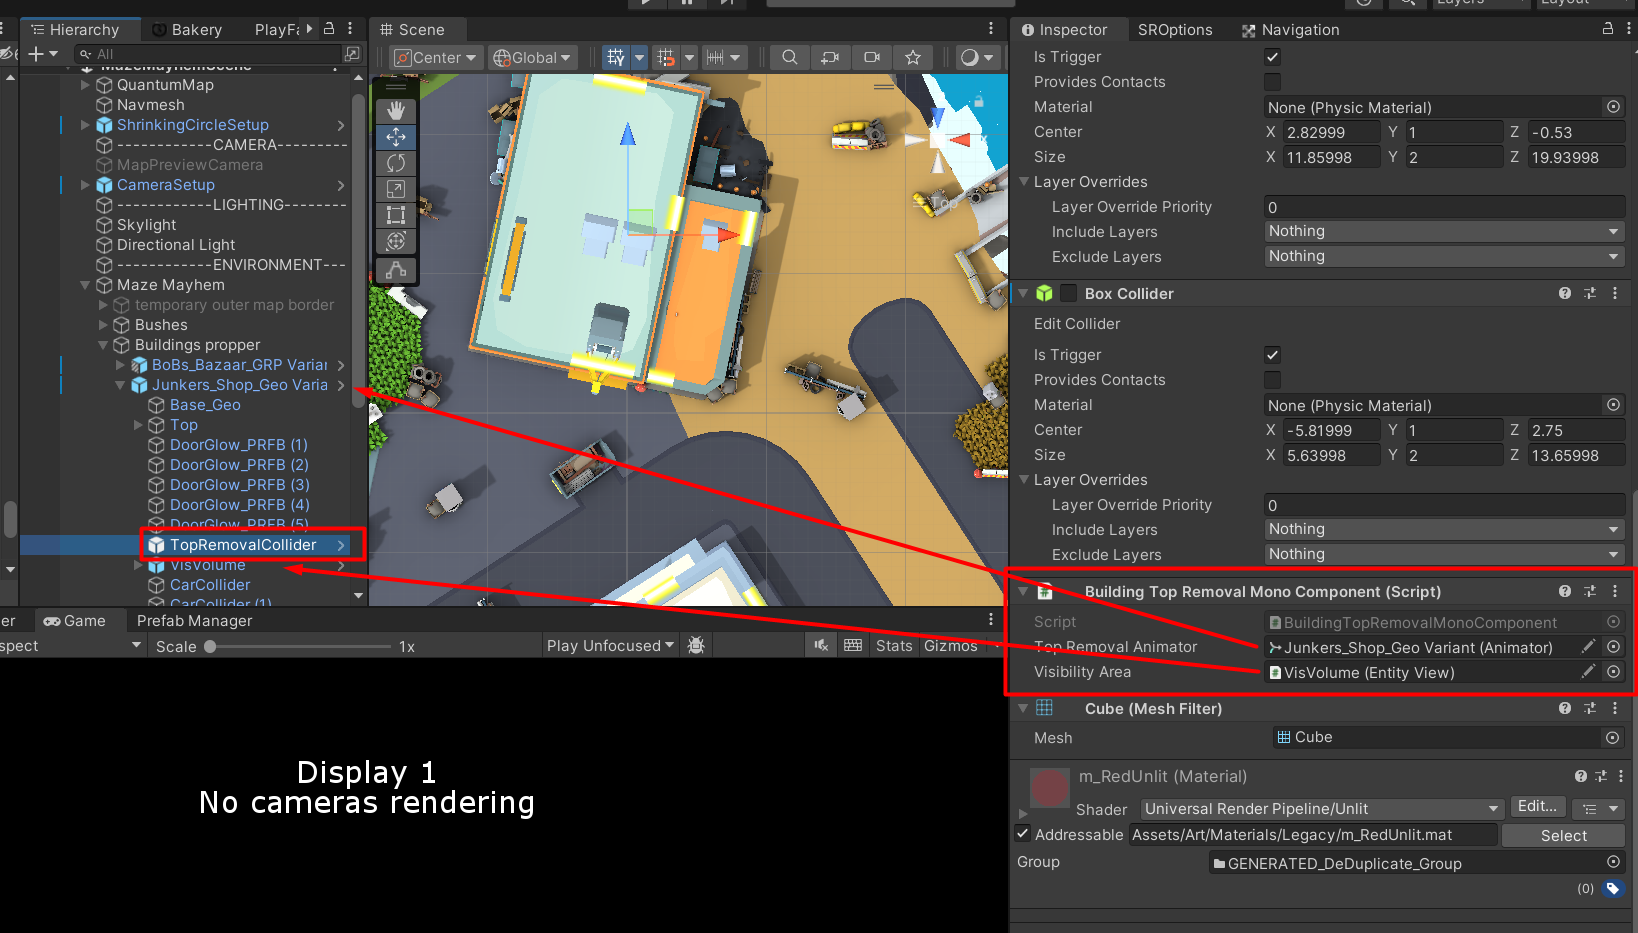 Hierarchy
Bakery
PlayFa
All
MazeMayhemScene
QuantumMap
Navmesh
ShrinkingCircleSetup
------------CAMERA---------
MapPreviewCamera
CameraSetup
------------LIGHTING--------
Skylight
Directional Light
------------ENVIRONMENT---
Maze Mayhem
temporary outer map border
Bushes
Buildings propper
BoBs_Bazaar_GRP Varian
Junkers_Shop_Geo Varia
Base_Geo
Top
DoorGlow_PRFB (1)
DoorGlow_PRFB (2)
DoorGlow_PRFB (3)
DoorGlow_PRFB (4)
DoorGlow_PRFB (5)
TopRemovalCollider
VisVolume
CarCollider
CarCollider (1)
Scene
Center
Global
Top
Layers
Layout
er
Game
Prefab Manager
spect
Scale
1x
Play Unfocused
Stats
Gizmos
Display 1
No cameras rendering
Inspector
SROptions
Navigation
Is Trigger
Provides Contacts
Material None (Physic Material)
Center X 2.82999 Y 1 Z -0.53
Size X 11.85998 Y 2 Z 19.93998
Layer Overrides
Layer Override Priority 0
Include Layers Nothing
Exclude Layers Nothing
Box Collider
Edit Collider
Is Trigger
Provides Contacts
Material None (Physic Material)
Center X -5.81999 Y 1 Z 2.75
Size X 5.63998 Y 2 Z 13.65998
Layer Overrides
Layer Override Priority 0
Include Layers Nothing
Exclude Layers Nothing
Building Top Removal Mono Component (Script)
Script BuildingTopRemovalMonoComponent
Top Removal Animator Junkers_Shop_Geo Variant (Animator)
Visibility Area VisVolume (Entity View)
Cube (Mesh Filter)
Mesh Cube
m_RedUnlit (Material)
Shader Universal Render Pipeline/Unlit Edit...
Addressable Assets/Art/Materials/Legacy/m_RedUnlit.mat Select
Group GENERATED_DeDuplicate_Group
(0)